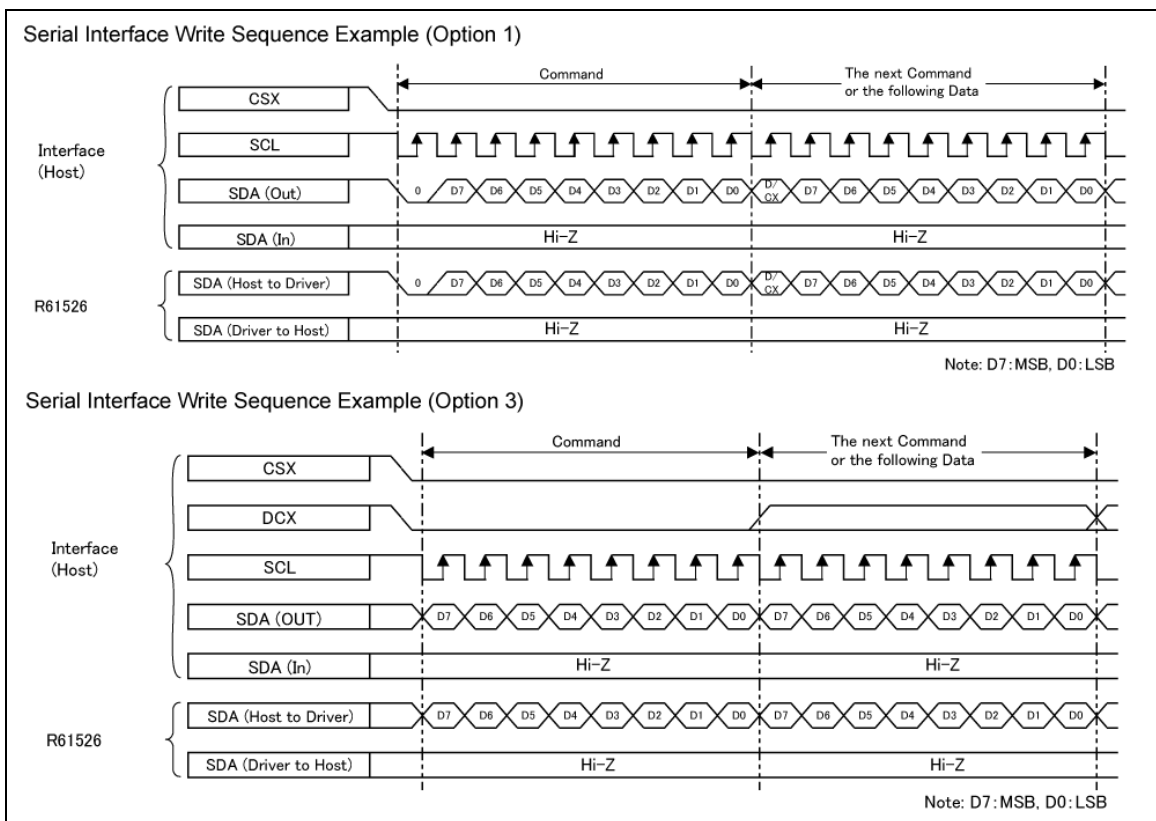 Serial Interface Write Sequence Example (Option 1)
Command
The next Command
or the following Data
CSX
Interface
(Host)
SCL
SDA (Out)
0 D7 D6 D5 D4 D3 D2 D1 D0 D/CX D7 D6 D5 D4 D3 D2 D1 D0
SDA (In)
Hi-Z Hi-Z
R61526
SDA (Host to Driver)
0 D7 D6 D5 D4 D3 D2 D1 D0 D/CX D7 D6 D5 D4 D3 D2 D1 D0
SDA (Driver to Host)
Hi-Z Hi-Z
Note: D7:MSB, D0:LSB
Serial Interface Write Sequence Example (Option 3)
Command
The next Command
or the following Data
CSX
DCX
Interface
(Host)
SCL
SDA (OUT)
D7 D6 D5 D4 D3 D2 D1 D0 D7 D6 D5 D4 D3 D2 D1 D0
SDA (In)
Hi-Z Hi-Z
R61526
SDA (Host to Driver)
D7 D6 D5 D4 D3 D2 D1 D0 D7 D6 D5 D4 D3 D2 D1 D0
SDA (Driver to Host)
Hi-Z Hi-Z
Note: D7:MSB, D0:LSB